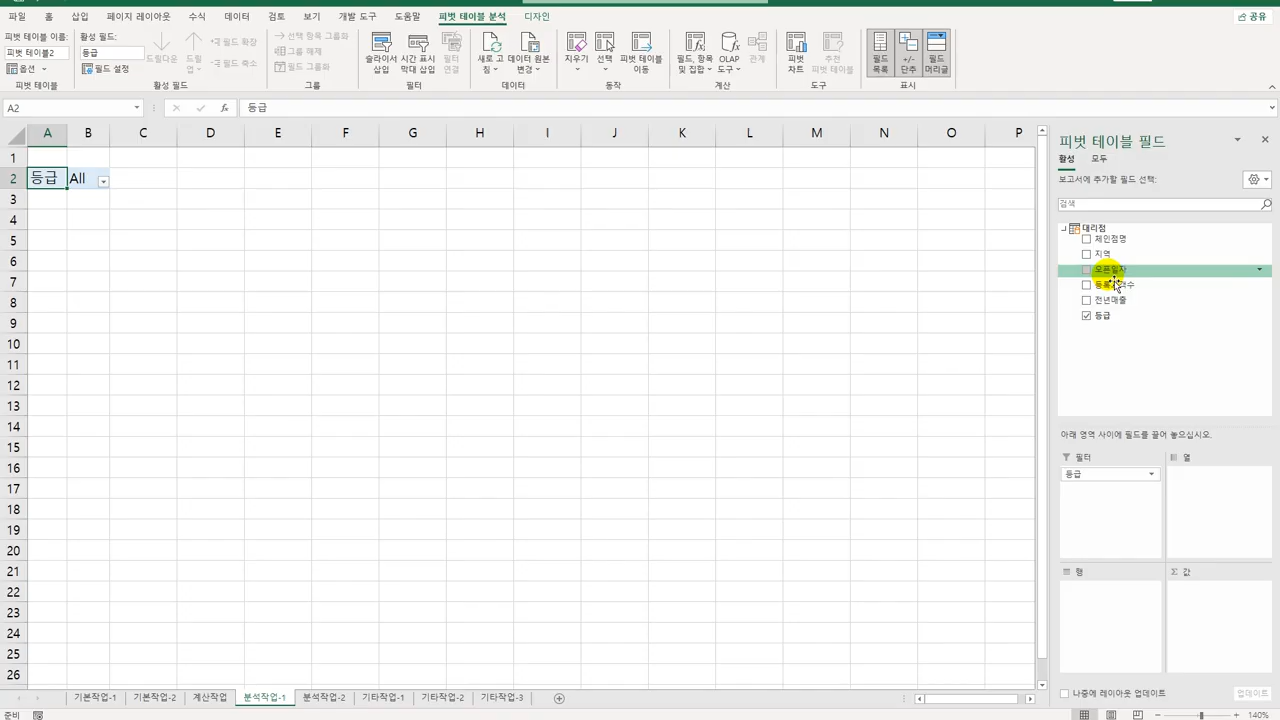 파일 홈 삽입 페이지 레이아웃 수식 데이터 검토 보기 개발 도구 도움말 피벗 테이블 분석 디자인 공유
피벗 테이블 이름:
피벗 테이블2
옵션
피벗 테이블
활성 필드:
등급
필드 설정
드릴다운
드릴
업
필드 확장
필드 축소
활성 필드
선택 항목 그룹화
그룹 해제
필드 그룹화
그룹
슬라이서
삽입
시간 표시
막대 삽입
필터
연결
필터
새로 고
침
데이터 원본
변경
데이터
지우기
선택
피벗 테이블
이동
동작
필드, 항목
및 집합
OLAP
도구
관계
계산
피벗
차트
추천
피벗 테이블
도구
필드
목록
+/-
단추
필드
머리글
표시
A2
fx
등급
A B C D E F G H I J K L M N O P
1
2 등급 All
3
4
5
6
7
8
9
10
11
12
13
14
15
16
17
18
19
20
21
22
23
24
25
26
피벗 테이블 필드
활성 모두
보고서에 추가할 필드 선택:
검색
대리점
체인점명
지역
오픈일자
전년매출
등급
아래 영역 사이에 필드를 끌어 놓으십시오.
필터
열
등급
행
Σ 값
나중에 레이아웃 업데이트
업데이트
기본작업-1 기본작업-2 계산작업 분석작업-1 분석작업-2 기타작업-1 기타작업-2 기타작업-3
준비
140%